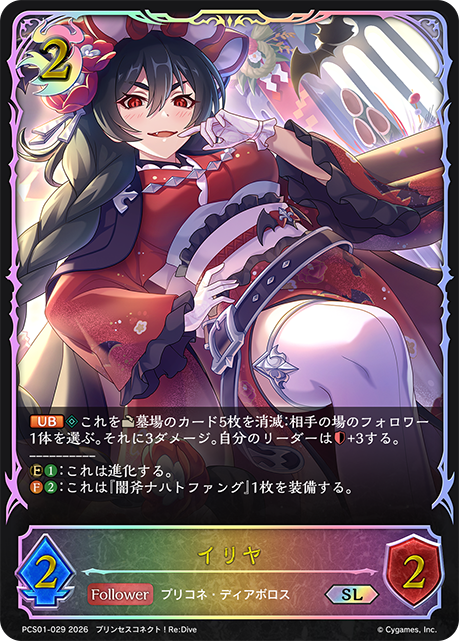 2
UB これを墓場のカード5枚を消滅:相手の場のフォロワー
1体を選ぶ。それに3ダメージ。自分のリーダーは+3する。
----------
E 1:これは進化する。
F 2:これは『闇斧ナハトファング』1枚を装備する。
イリヤ
2
Follower プリコネ・ディアボロス SL
2
PCS01-029 2026 プリンセスコネクト!Re:Dive
© Cygames, Inc.